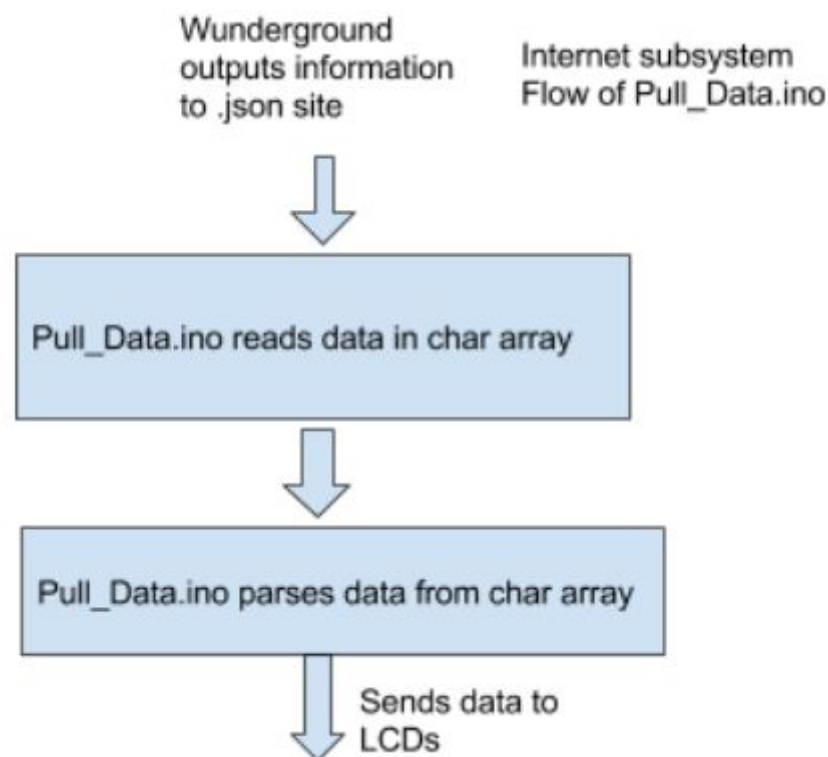 Wunderground
outputs information
to .json site
Internet subsystem
Flow of Pull_Data.ino
Pull_Data.ino reads data in char array
Pull_Data.ino parses data from char array
Sends data to
LCDs